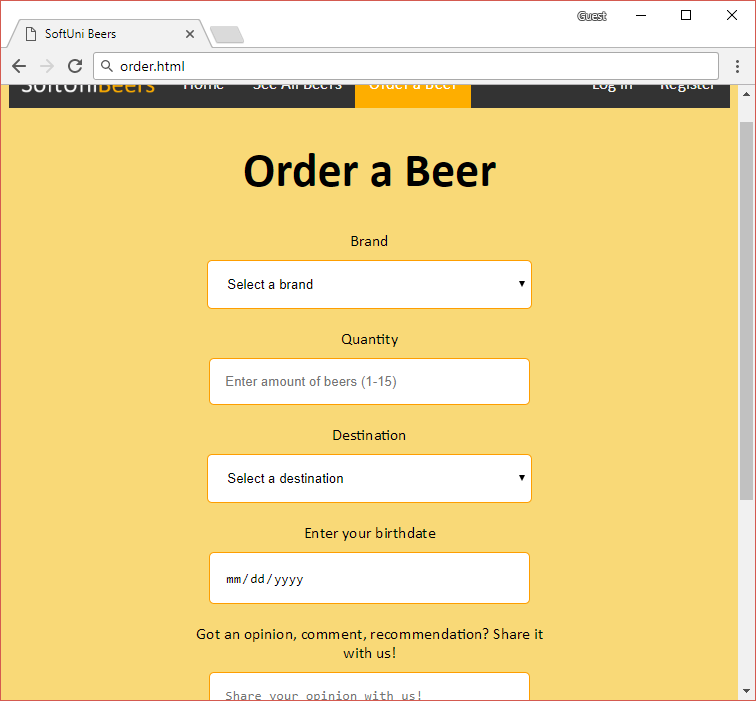 Guest
SoftUni Beers
order.html
SoftUniBeers Home See All Beers Order a Beer Log In Register
Order a Beer
Brand
Select a brand
Quantity
Enter amount of beers (1-15)
Destination
Select a destination
Enter your birthdate
mm/dd/yyyy
Got an opinion, comment, recommendation? Share it
with us!
Share your opinion with us!